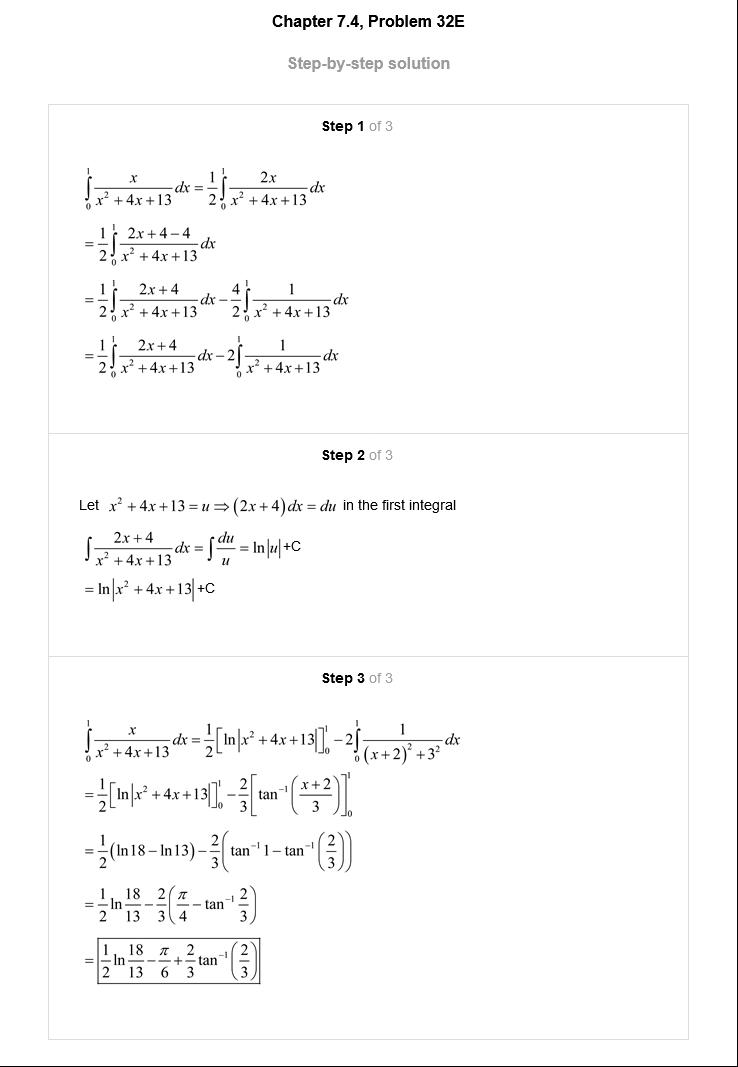 Chapter 7.4, Problem 32E
Step-by-step solution
Step 1 of 3
\int_0^1 \frac{x}{x^2+4x+13}dx = \frac{1}{2}\int_0^1 \frac{2x}{x^2+4x+13}dx
= \frac{1}{2}\int_0^1 \frac{2x+4-4}{x^2+4x+13}dx
= \frac{1}{2}\int_0^1 \frac{2x+4}{x^2+4x+13}dx - \frac{4}{2}\int_0^1 \frac{1}{x^2+4x+13}dx
= \frac{1}{2}\int_0^1 \frac{2x+4}{x^2+4x+13}dx - 2\int_0^1 \frac{1}{x^2+4x+13}dx
Step 2 of 3
Let x^2+4x+13 = u \Rightarrow (2x+4)dx = du in the first integral
\int \frac{2x+4}{x^2+4x+13}dx = \int \frac{du}{u} = \ln|u| +C
= \ln|x^2+4x+13| +C
Step 3 of 3
\int_0^1 \frac{x}{x^2+4x+13}dx = \frac{1}{2}\left[\ln|x^2+4x+13|\right]_0^1 - 2\int_0^1 \frac{1}{(x+2)^2+3^2}dx
= \frac{1}{2}\left[\ln|x^2+4x+13|\right]_0^1 - \frac{2}{3}\left[\tan^{-1}\left(\frac{x+2}{3}\right)\right]_0^1
= \frac{1}{2}(\ln 18 - \ln 13) - \frac{2}{3}\left(\tan^{-1}1 - \tan^{-1}\left(\frac{2}{3}\right)\right)
= \frac{1}{2}\ln\frac{18}{13} - \frac{2}{3}\left(\frac{\pi}{4} - \tan^{-1}\frac{2}{3}\right)
= \frac{1}{2}\ln\frac{18}{13} - \frac{\pi}{6} + \frac{2}{3}\tan^{-1}\left(\frac{2}{3}\right)